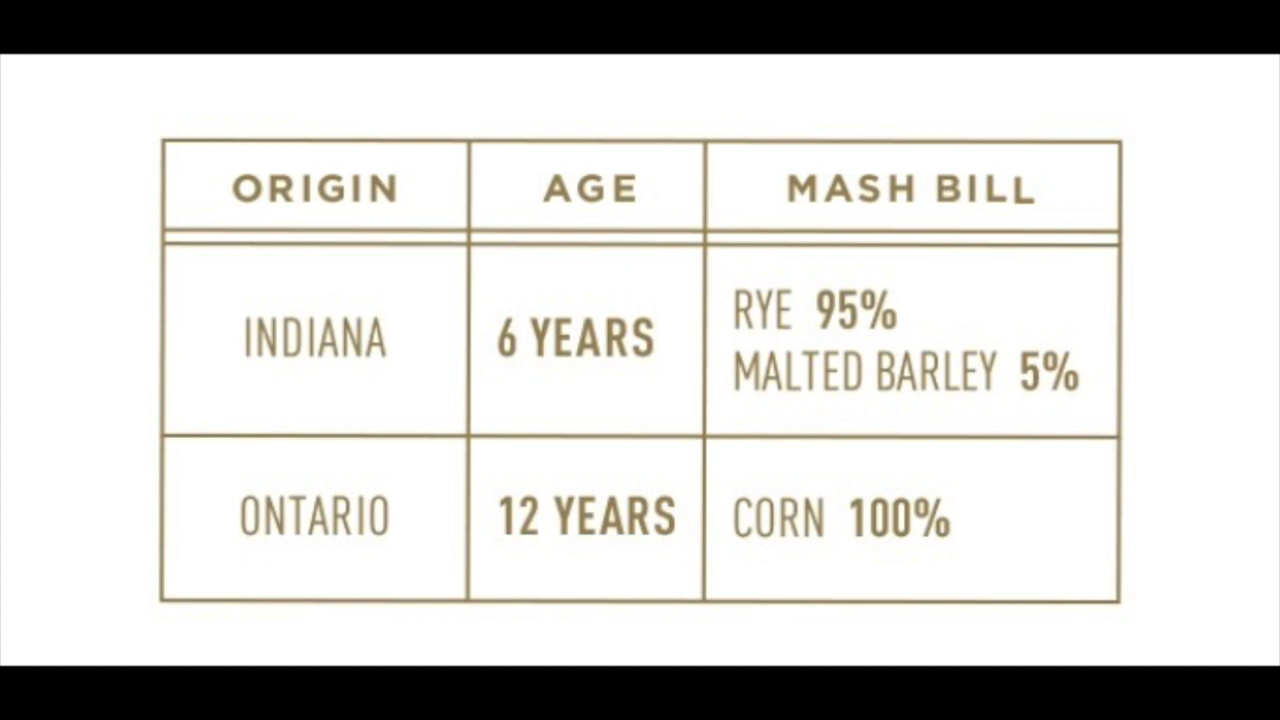 ORIGIN AGE MASH BILL
INDIANA 6 YEARS RYE 95%
MALTED BARLEY 5%
ONTARIO 12 YEARS CORN 100%